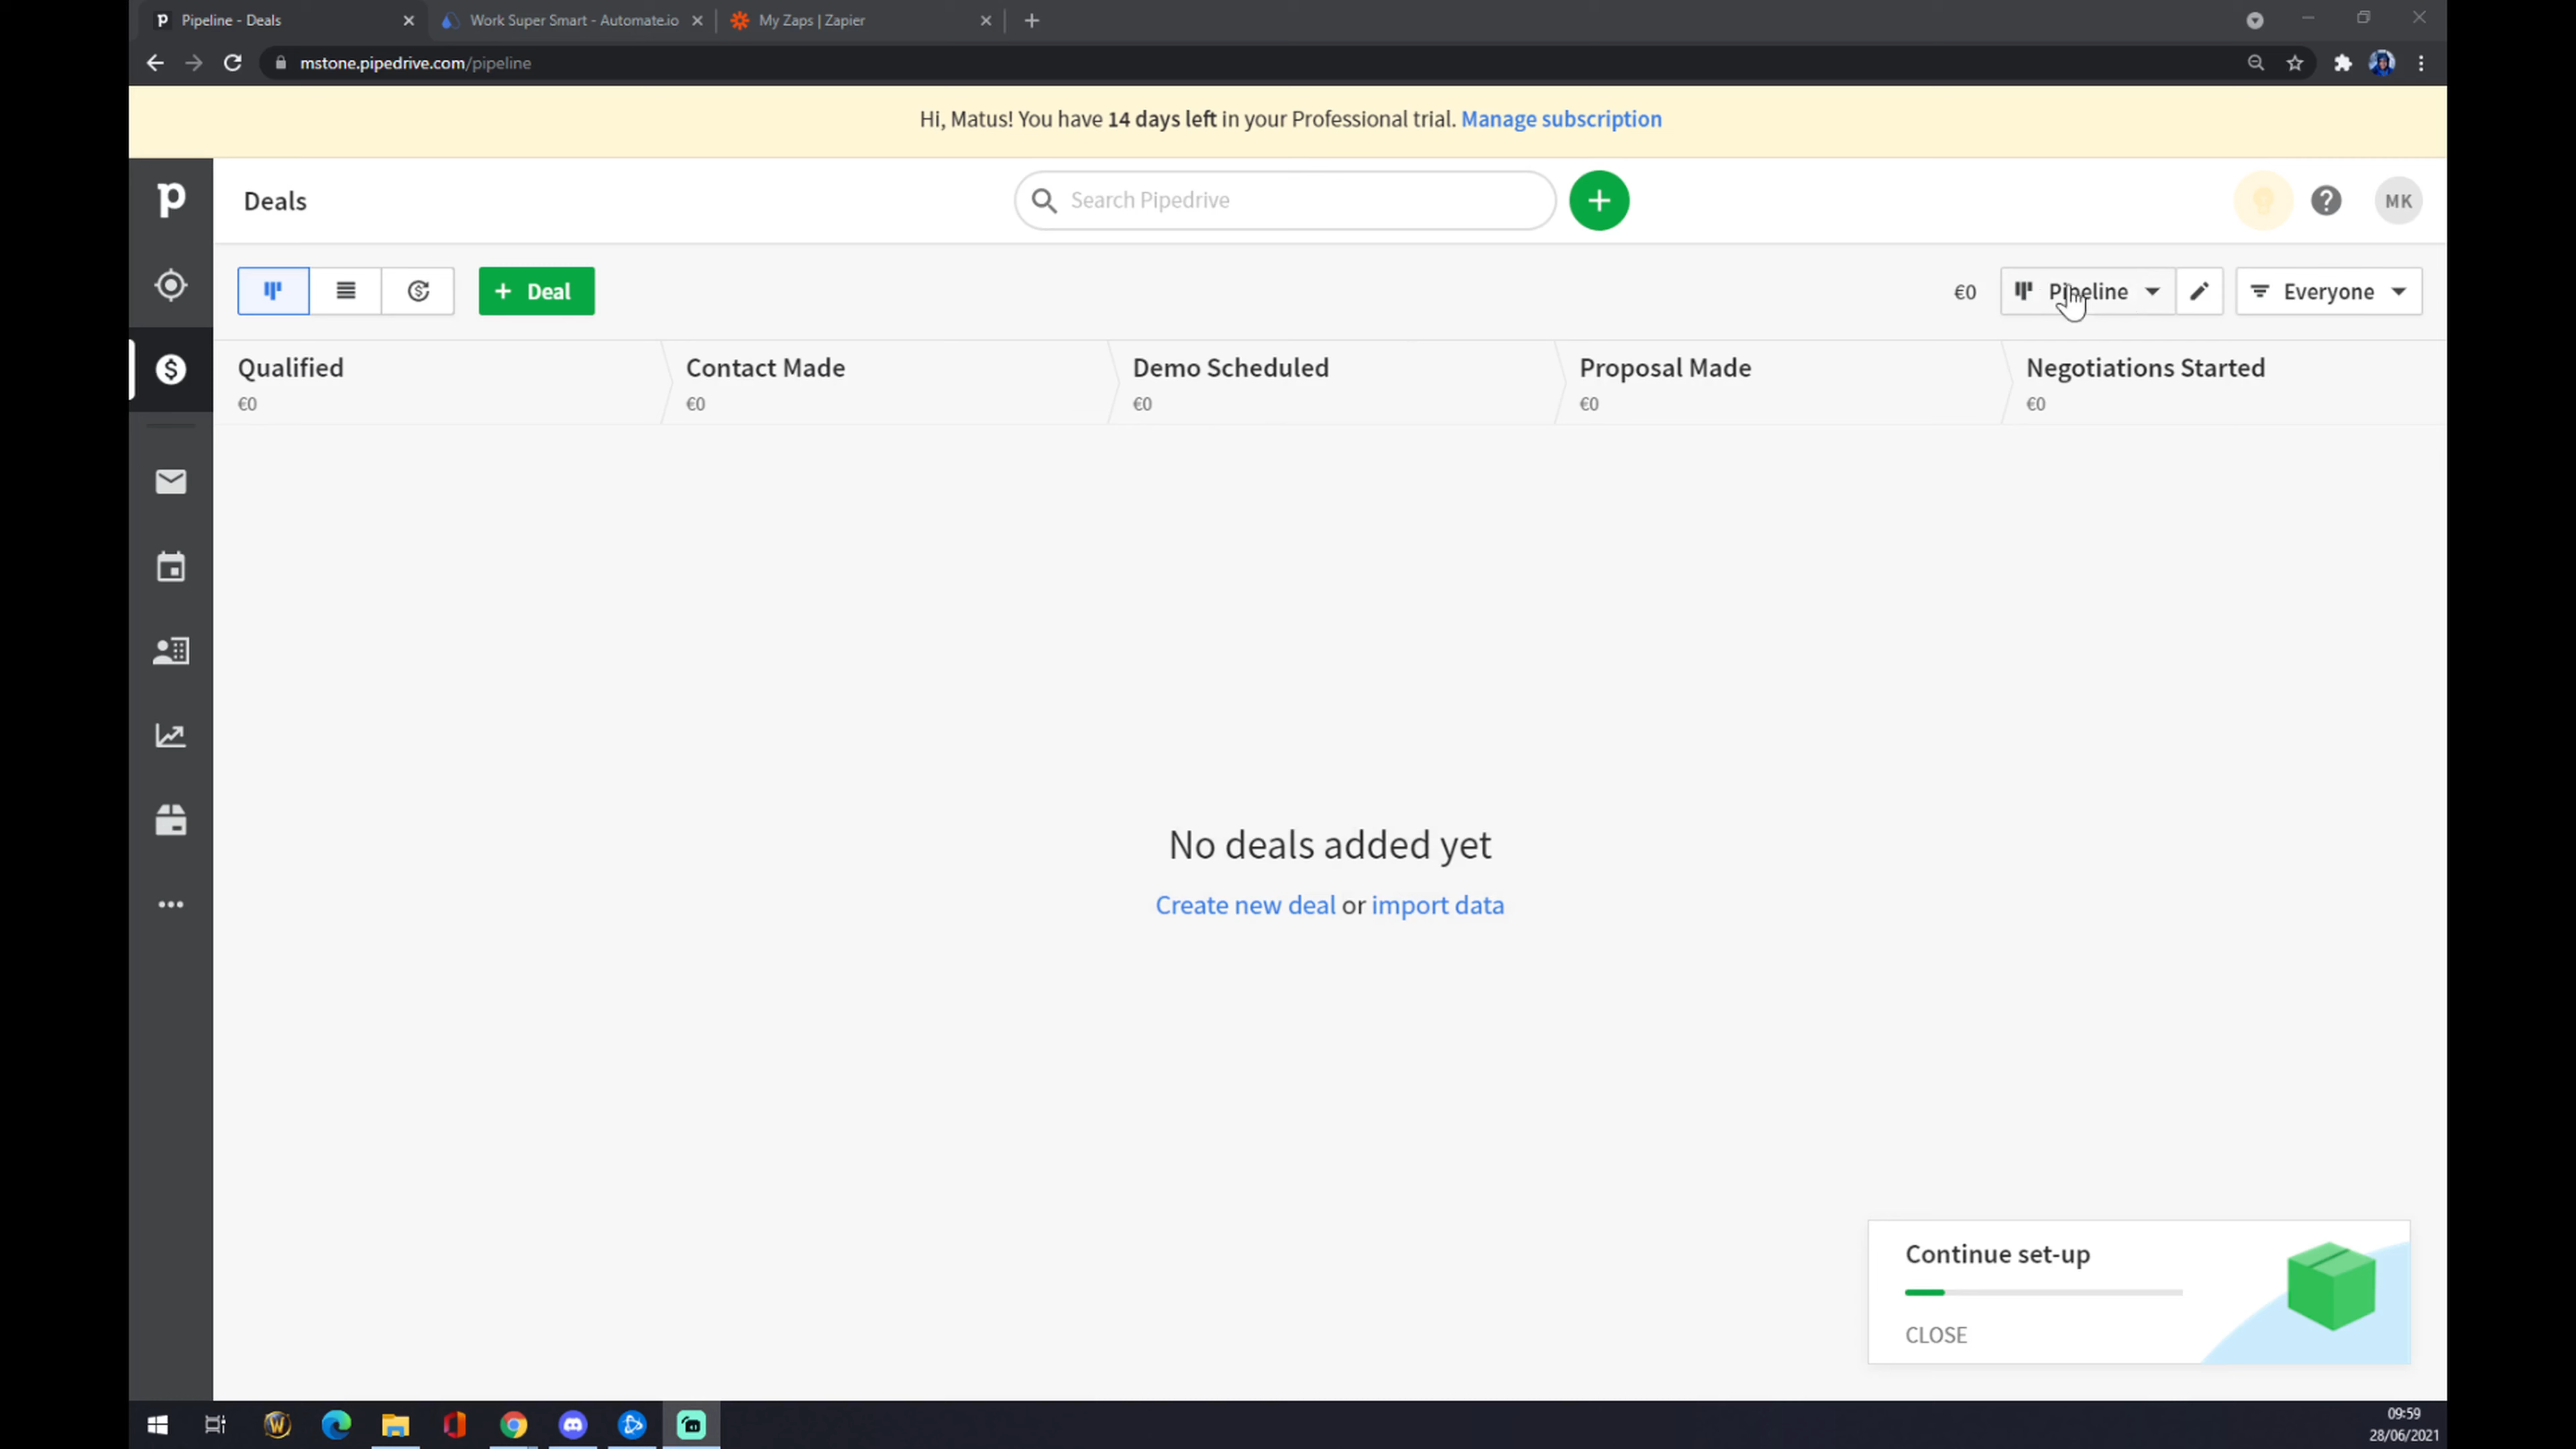 Pipeline - Deals
Work Super Smart - Automate.io
My Zaps | Zapier
mstone.pipedrive.com/pipeline
Hi, Matus! You have 14 days left in your Professional trial. Manage subscription
p
Deals
Search Pipedrive
MK
+ Deal
€0
Pipeline
Everyone
Qualified
€0
Contact Made
€0
Demo Scheduled
€0
Proposal Made
€0
Negotiations Started
€0
No deals added yet
Create new deal or import data
Continue set-up
CLOSE
09:59
28/06/2021